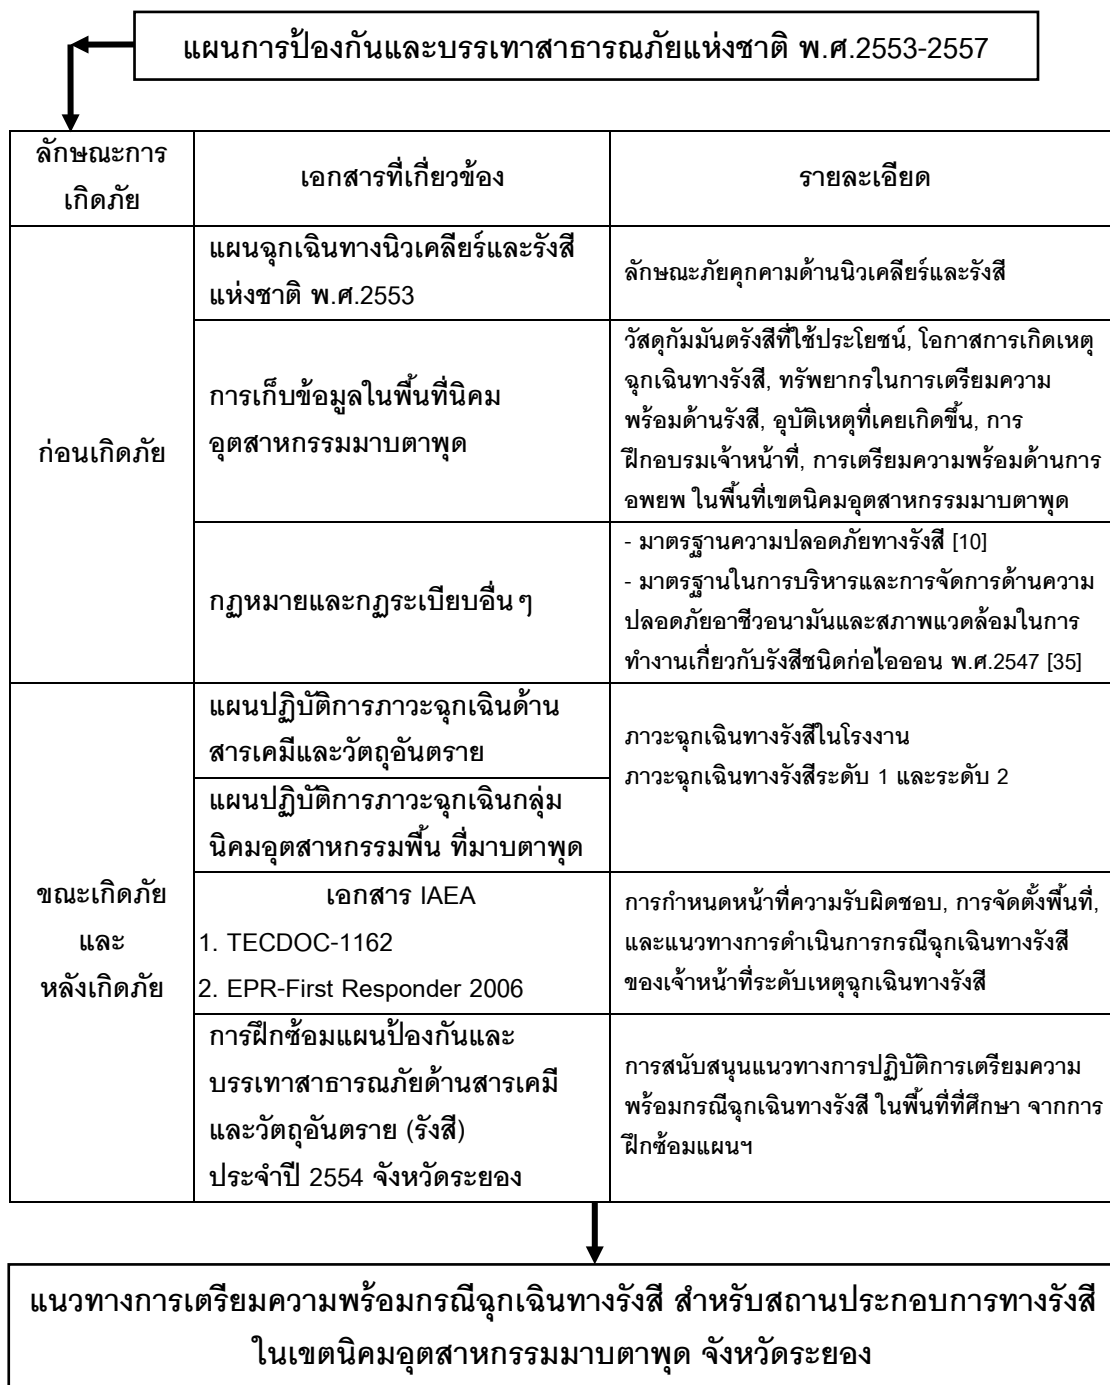 แผนการป้องกันและบรรเทาสาธารณภัยแห่งชาติ พ.ศ.2553-2557
ลักษณะการ
เกิดภัย
เอกสารที่เกี่ยวข้อง
รายละเอียด
ก่อนเกิดภัย
แผนฉุกเฉินทางนิวเคลียร์และรังสี
แห่งชาติ พ.ศ.2553
ลักษณะภัยคุกคามด้านนิวเคลียร์และรังสี
การเก็บข้อมูลในพื้นที่นิคม
อุตสาหกรรมมาบตาพุด
วัสดุกัมมันตรังสีที่ใช้ประโยชน์, โอกาสการเกิดเหตุ
ฉุกเฉินทางรังสี, ทรัพยากรในการเตรียมความ
พร้อมด้านรังสี, อุบัติเหตุที่เคยเกิดขึ้น, การ
ฝึกอบรมเจ้าหน้าที่, การเตรียมความพร้อมด้านการ
อพยพ ในพื้นที่เขตนิคมอุตสาหกรรมมาบตาพุด
กฎหมายและกฎระเบียบอื่นๆ
- มาตรฐานความปลอดภัยทางรังสี [10]
- มาตรฐานในการบริหารและการจัดการด้านความ
ปลอดภัยอาชีวอนามันและสภาพแวดล้อมในการ
ทำงานเกี่ยวกับรังสีชนิดก่อไอออน พ.ศ.2547 [35]
ขณะเกิดภัย
และ
หลังเกิดภัย
แผนปฏิบัติการภาวะฉุกเฉินด้าน
สารเคมีและวัตถุอันตราย
แผนปฏิบัติการภาวะฉุกเฉินกลุ่ม
นิคมอุตสาหกรรมพื้น ที่มาบตาพุด
ภาวะฉุกเฉินทางรังสีในโรงงาน
ภาวะฉุกเฉินทางรังสีระดับ 1 และระดับ 2
เอกสาร IAEA
1. TECDOC-1162
2. EPR-First Responder 2006
การกำหนดหน้าที่ความรับผิดชอบ, การจัดตั้งพื้นที่,
และแนวทางการดำเนินการกรณีฉุกเฉินทางรังสี
ของเจ้าหน้าที่ระดับเหตุฉุกเฉินทางรังสี
การฝึกซ้อมแผนป้องกันและ
บรรเทาสาธารณภัยด้านสารเคมี
และวัตถุอันตราย (รังสี)
ประจำปี 2554 จังหวัดระยอง
การสนับสนุนแนวทางการปฏิบัติการเตรียมความ
พร้อมกรณีฉุกเฉินทางรังสี ในพื้นที่ที่ศึกษา จากการ
ฝึกซ้อมแผนฯ
แนวทางการเตรียมความพร้อมกรณีฉุกเฉินทางรังสี สำหรับสถานประกอบการทางรังสี
ในเขตนิคมอุตสาหกรรมมาบตาพุด จังหวัดระยอง